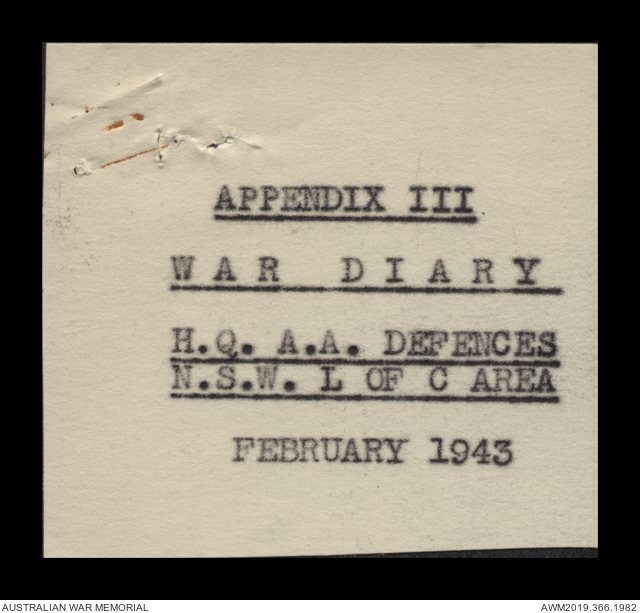 APPENDIX III
WAR DIARY
H.Q. A.A. DEFENCES
N.S.W. L OF C AREA
FEBRUARY 1943
AUSTRALIAN WAR MEMORIAL
AWM2019.366.1982